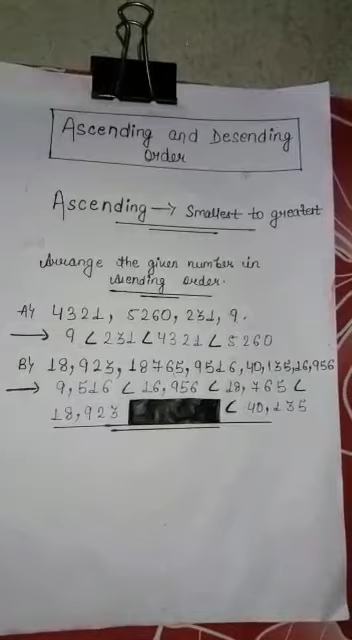 Ascending and Desending
Order
Ascending → Smallest to greatest
Arrange the given number in
Asending order.
A) 4321, 5260, 231, 9.
→ 9 < 231 < 4321 < 5260
B) 18,923, 18765, 9516, 40,135, 16,956
→ 9,516 < 16,956 < 18,765 <
18,923 < 40,135